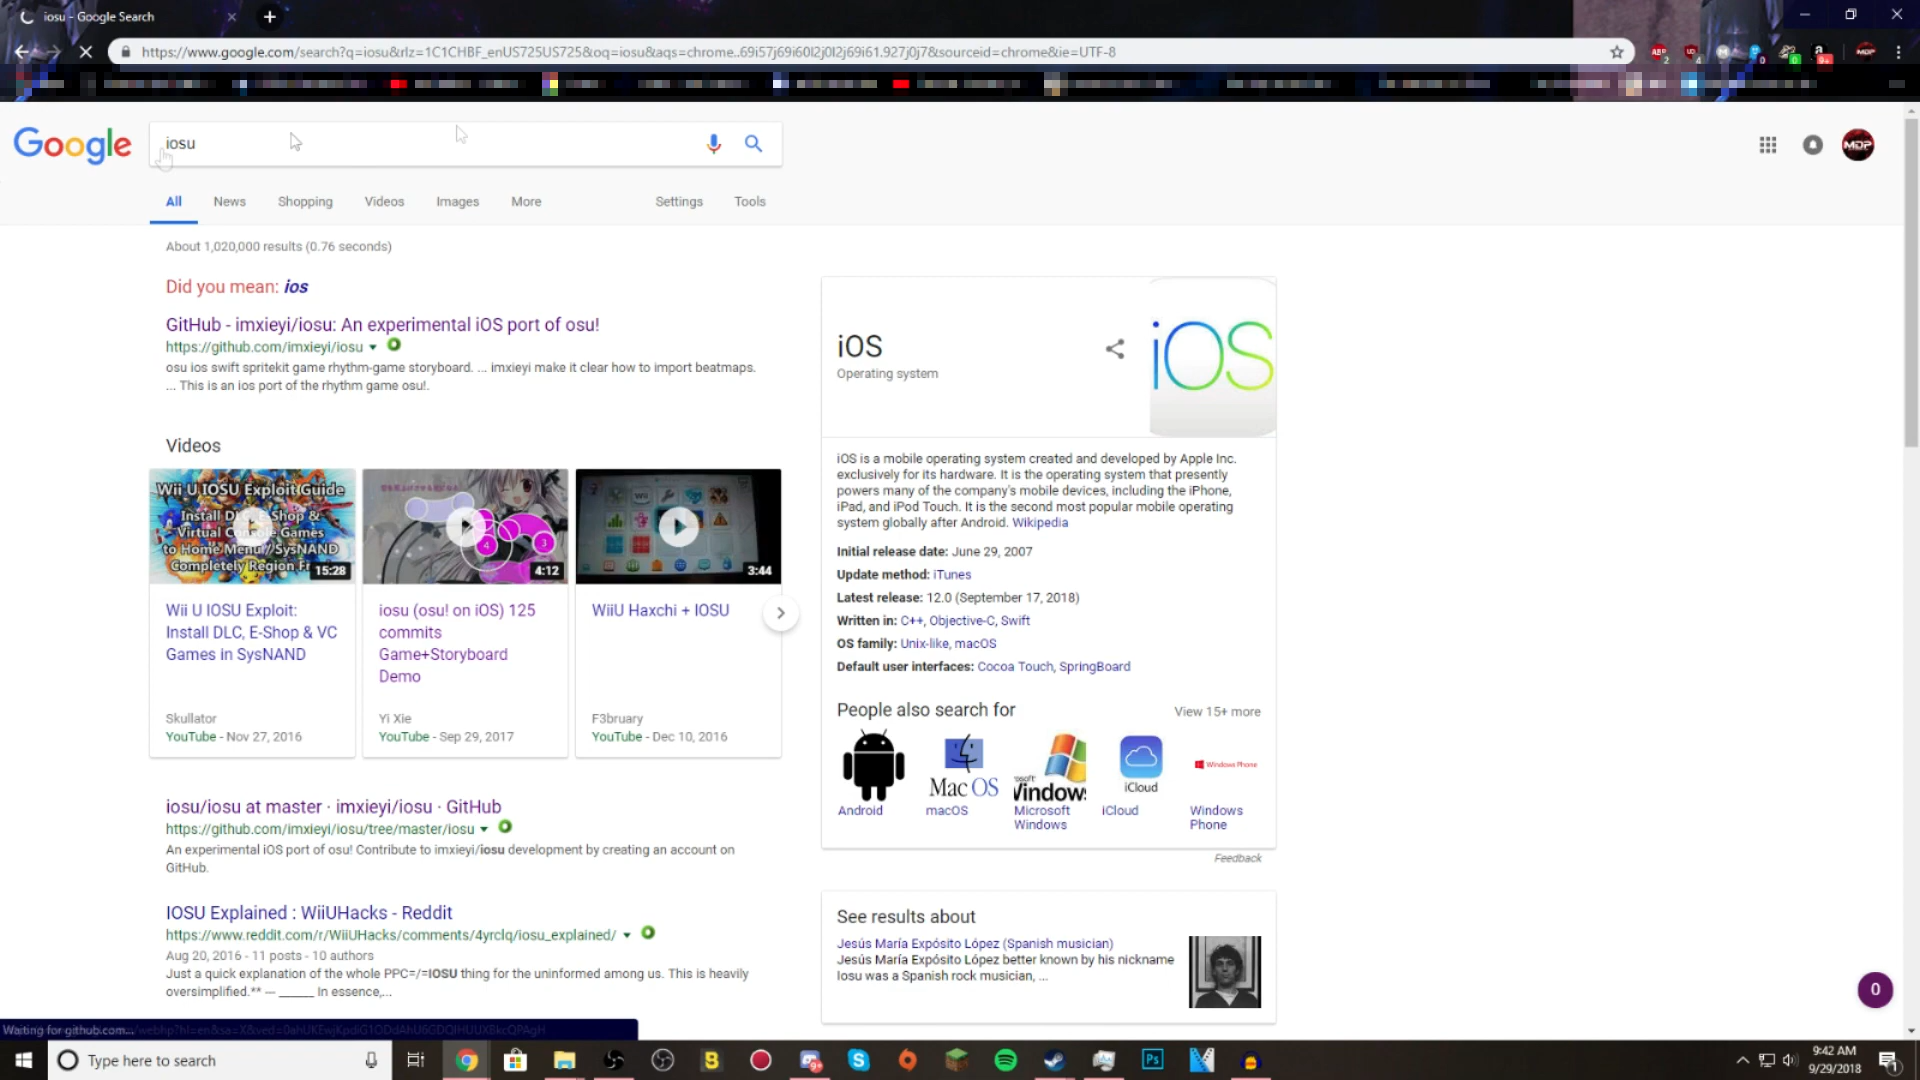 iosu - Google Search
https://www.google.com/search?q=iosu&rlz=1C1CHBF_enUS725US725&oq=iosu&aqs=chrome..69i57j69i60l2j0l2j69i61.927j0j7&sourceid=chrome&ie=UTF-8
Google
iosu
MDP
All News Shopping Videos Images More Settings Tools
About 1,020,000 results (0.76 seconds)
Did you mean: ios
GitHub - imxieyi/iosu: An experimental iOS port of osu!
https://github.com/imxieyi/iosu
osu ios swift spritekit game rhythm-game storyboard. ... imxieyi make it clear how to import beatmaps.
... This is an ios port of the rhythm game osu!.
Videos
Wii U IOSU Exploit Guide
15:28
4
3
4:12
3:44
Wii U IOSU Exploit:
Install DLC, E-Shop & VC
Games in SysNAND
Skullator
YouTube - Nov 27, 2016
iosu (osu! on iOS) 125
commits
Game+Storyboard
Demo
Yi Xie
YouTube - Sep 29, 2017
WiiU Haxchi + IOSU
F3bruary
YouTube - Dec 10, 2016
iosu/iosu at master · imxieyi/iosu · GitHub
https://github.com/imxieyi/iosu/tree/master/iosu
An experimental iOS port of osu! Contribute to imxieyi/iosu development by creating an account on
GitHub.
IOSU Explained : WiiUHacks - Reddit
https://www.reddit.com/r/WiiUHacks/comments/4yrclq/iosu_explained/
Aug 20, 2016 - 11 posts - 10 authors
Just a quick explanation of the whole PPC=/=IOSU thing for the uninformed among us. This is heavily
oversimplified.** --- ______ In essence,...
iOS
Operating system
iOS
iOS is a mobile operating system created and developed by Apple Inc.
exclusively for its hardware. It is the operating system that presently
powers many of the company's mobile devices, including the iPhone,
iPad, and iPod Touch. It is the second most popular mobile operating
system globally after Android. Wikipedia
Initial release date: June 29, 2007
Update method: iTunes
Latest release: 12.0 (September 17, 2018)
Written in: C++, Objective-C, Swift
OS family: Unix-like, macOS
Default user interfaces: Cocoa Touch, SpringBoard
People also search for
View 15+ more
Mac OS
iCloud
Windows Phone
Android
macOS
Microsoft
Windows
iCloud
Windows
Phone
Feedback
See results about
Jesús María Expósito López (Spanish musician)
Jesús María Expósito López better known by his nickname
Iosu was a Spanish rock musician, ...
0
Waiting for github.com...
Type here to search
Ps
9:42 AM
9/29/2018